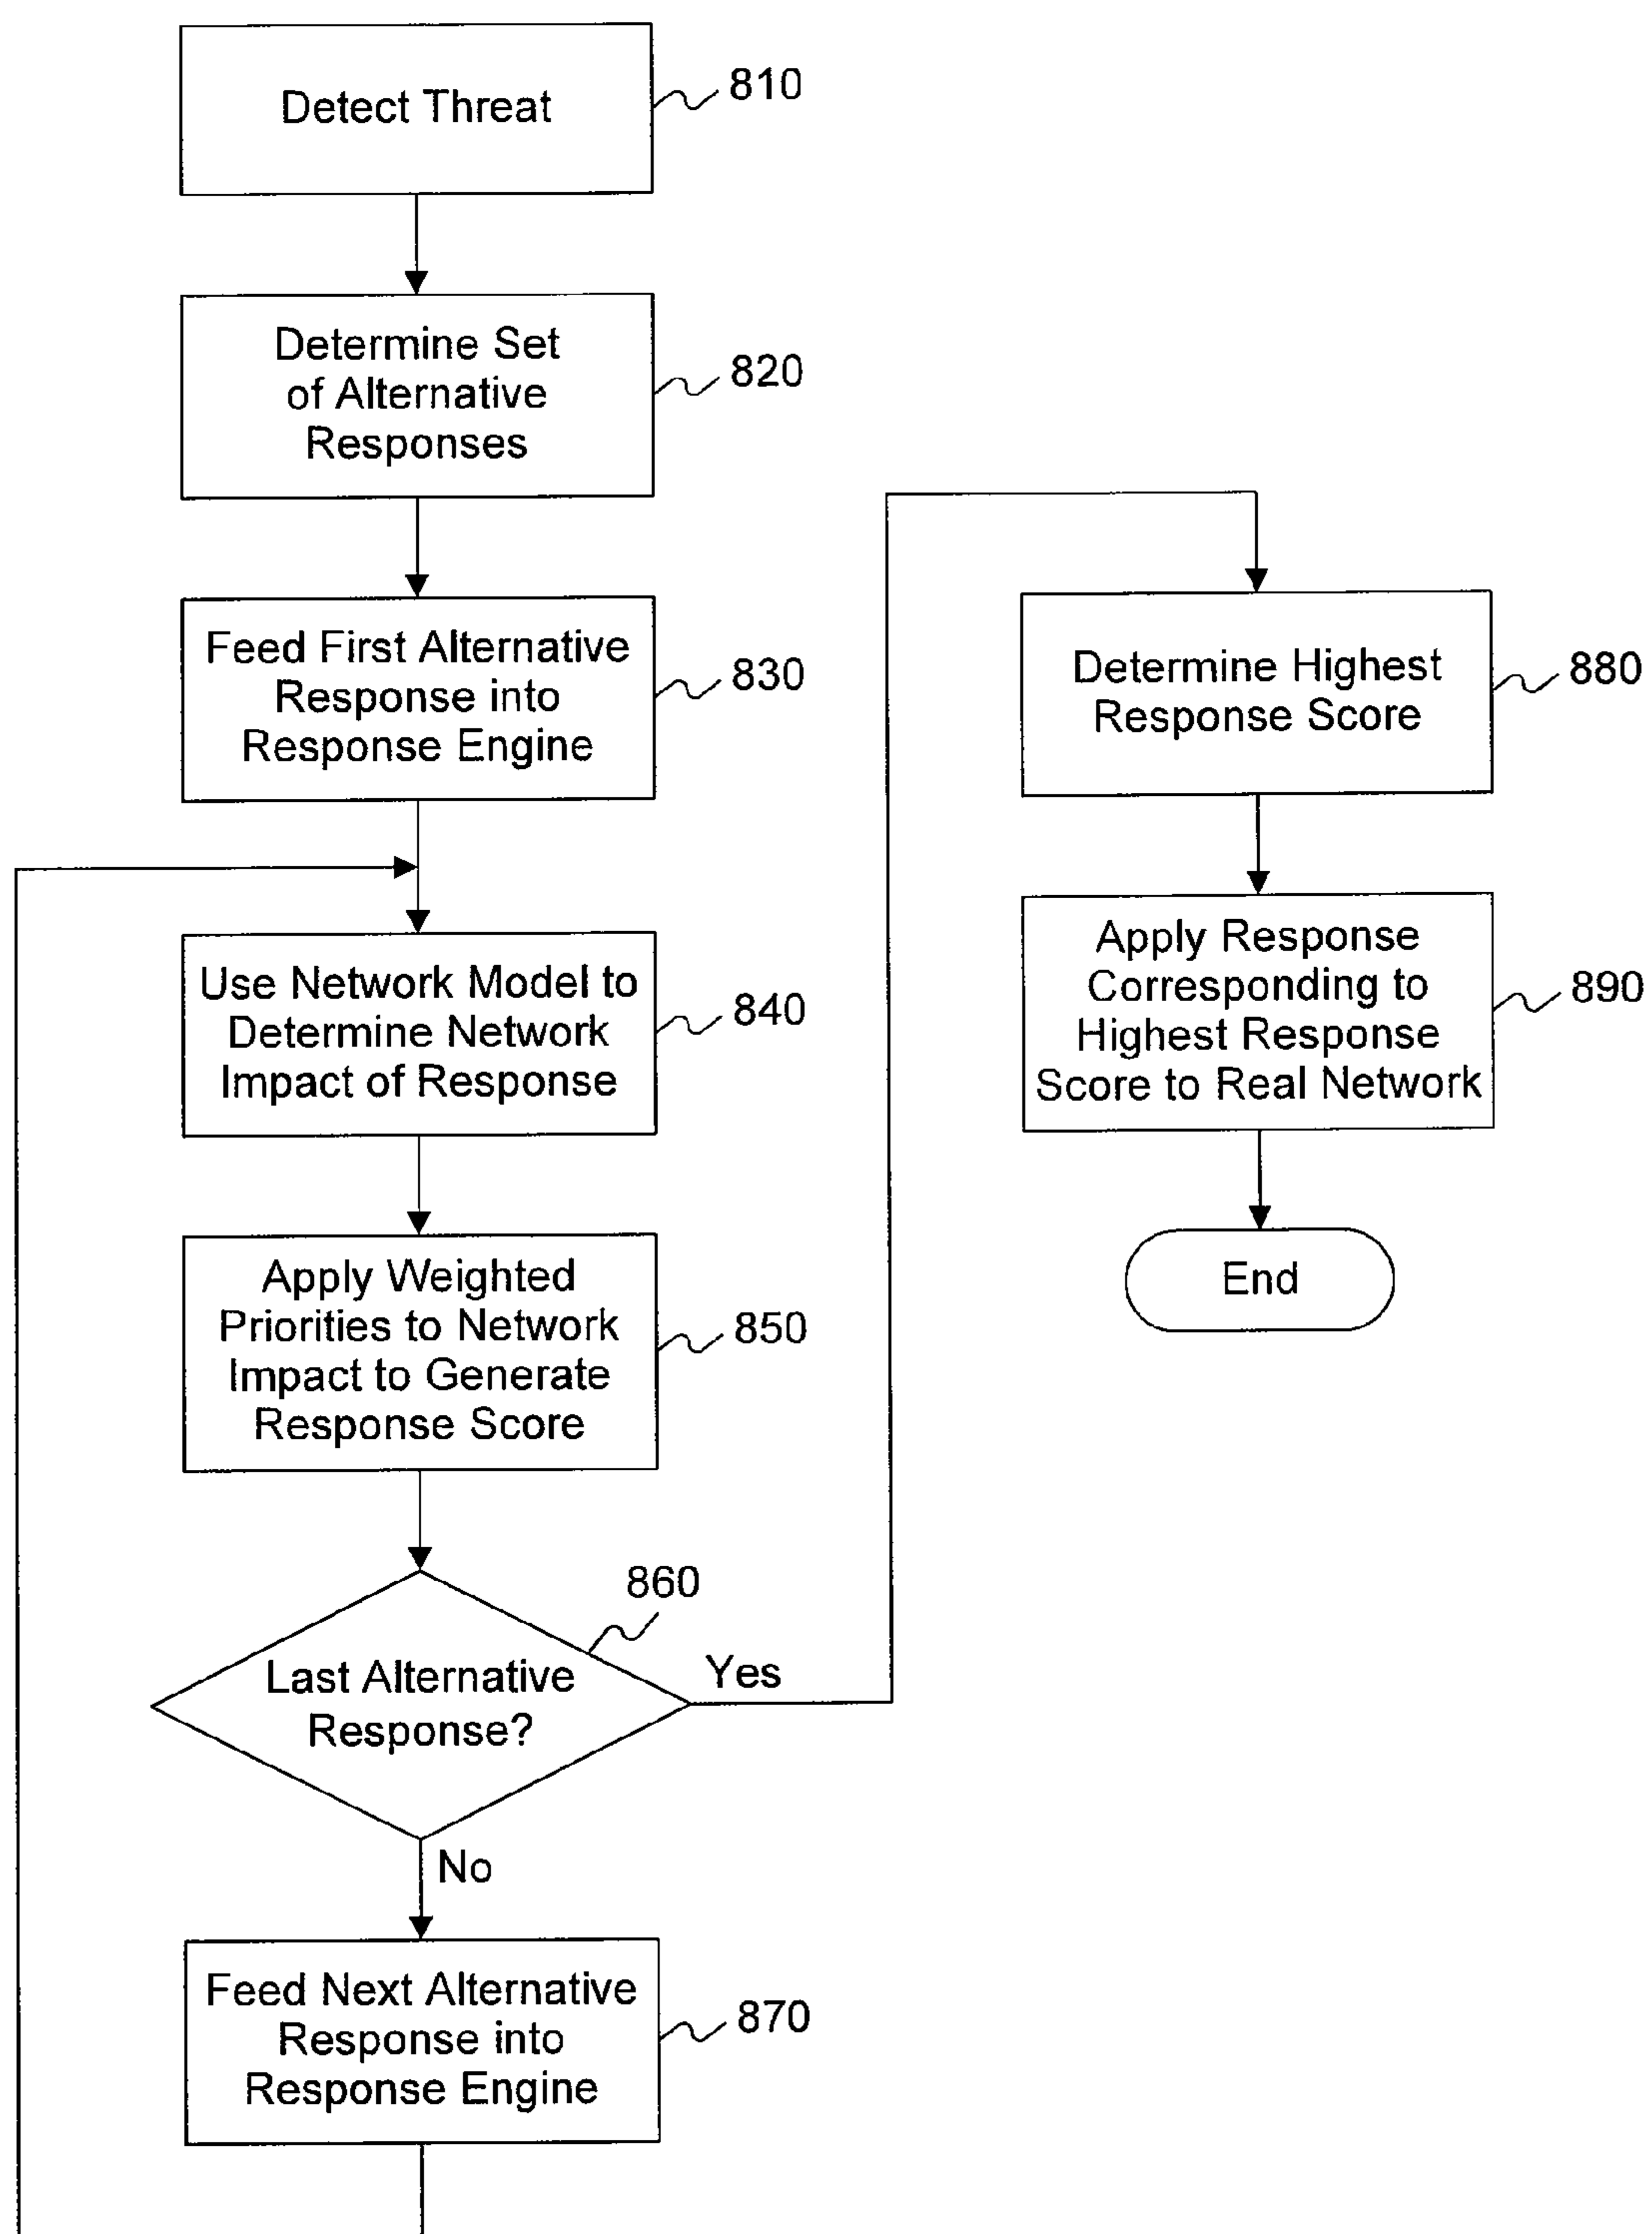 Detect Threat
810
Determine Set
of Alternative
Responses
820
Feed First Alternative
Response into
Response Engine
830
Use Network Model to
Determine Network
Impact of Response
840
Apply Weighted
Priorities to Network
Impact to Generate
Response Score
850
860
Last Alternative
Response?
Yes
No
Feed Next Alternative
Response into
Response Engine
870
Determine Highest
Response Score
880
Apply Response
Corresponding to
Highest Response
Score to Real Network
890
End